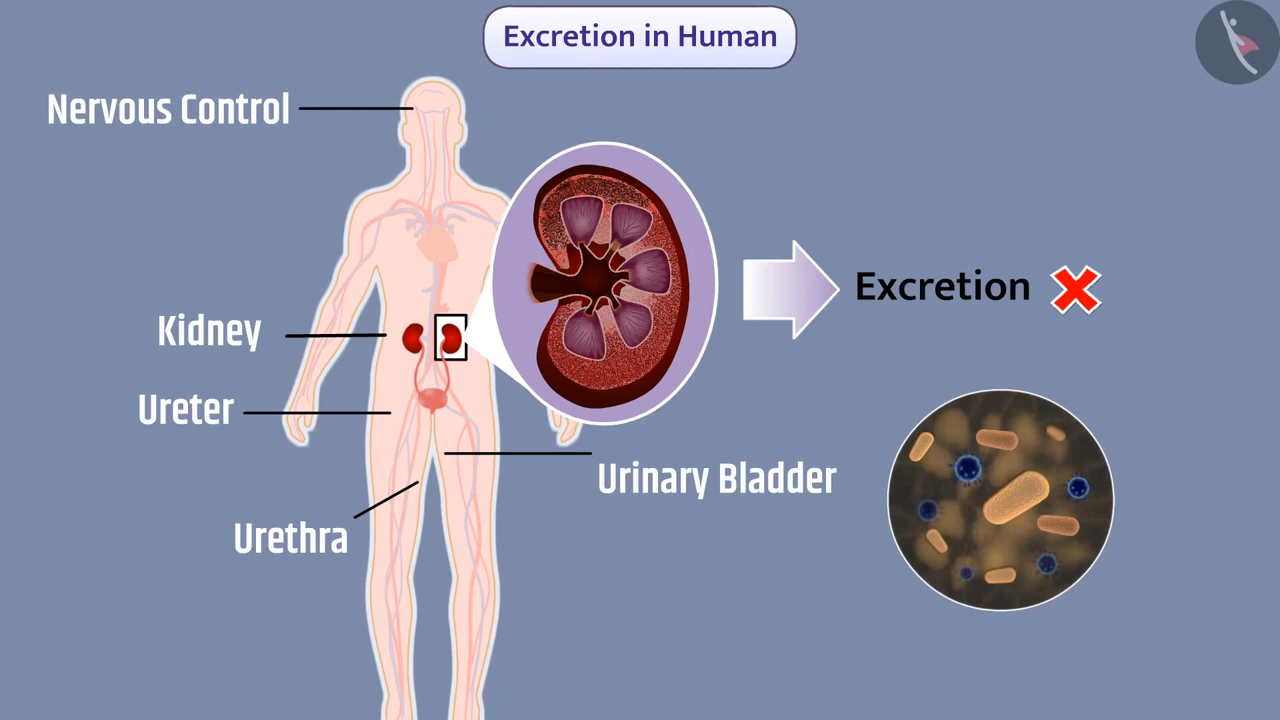 Excretion in Human
Nervous Control
Kidney
Excretion
Ureter
Urinary Bladder
Urethra